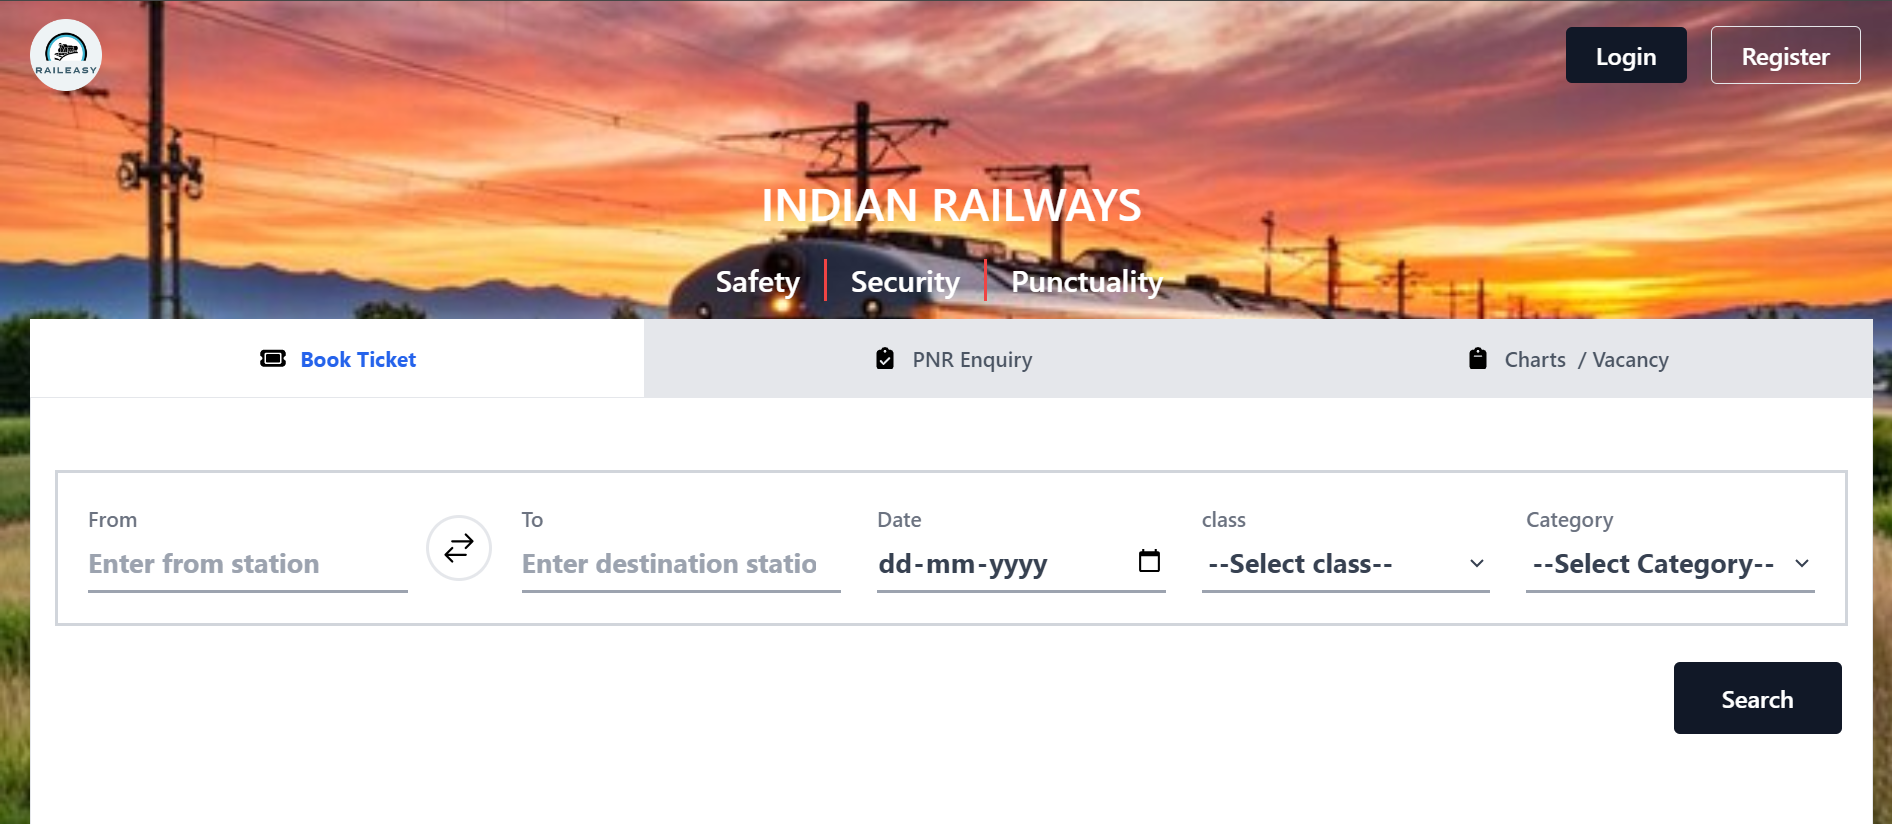 RAILEASY
Login
Register
INDIAN RAILWAYS
Safety
Security
Punctuality
Book Ticket
PNR Enquiry
Charts / Vacancy
From
Enter from station
To
Enter destination statio
Date
dd-mm-yyyy
class
--Select class--
Category
--Select Category--
Search